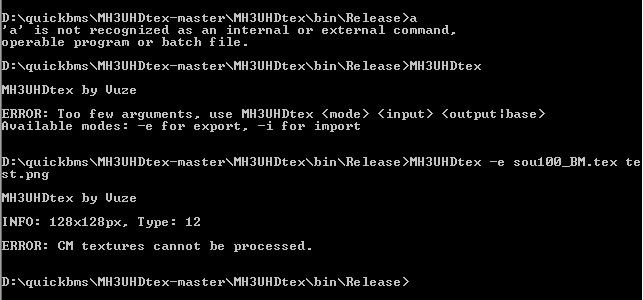 D:\quickbms\MH3UHDtex-master\MH3UHDtex\bin\Release>a
'a' is not recognized as an internal or external command,
operable program or batch file.
D:\quickbms\MH3UHDtex-master\MH3UHDtex\bin\Release>MH3UHDtex
MH3UHDtex by Vuze
ERROR: Too few arguments, use MH3UHDtex <mode> <input> <output|base>
Available modes: -e for export, -i for import
D:\quickbms\MH3UHDtex-master\MH3UHDtex\bin\Release>MH3UHDtex -e sou100_BM.tex te
st.png
MH3UHDtex by Vuze
INFO: 128x128px, Type: 12
ERROR: CM textures cannot be processed.
D:\quickbms\MH3UHDtex-master\MH3UHDtex\bin\Release>